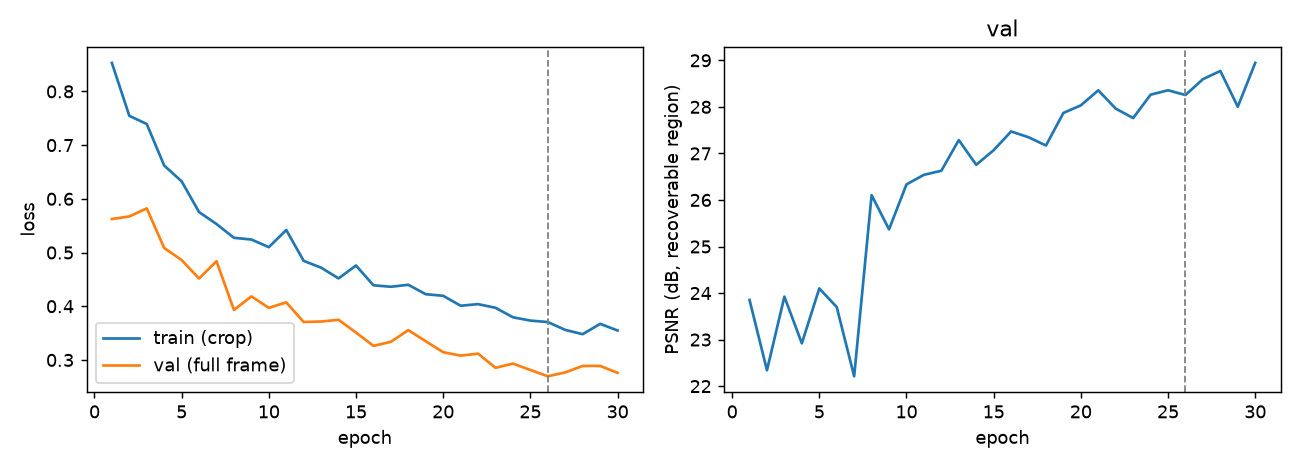 loss
0.8
0.7
0.6
0.5
0.4
0.3
train (crop)
val (full frame)
0 5 10 15 20 25 30
epoch
val
PSNR (dB, recoverable region)
29
28
27
26
25
24
23
22
0 5 10 15 20 25 30
epoch